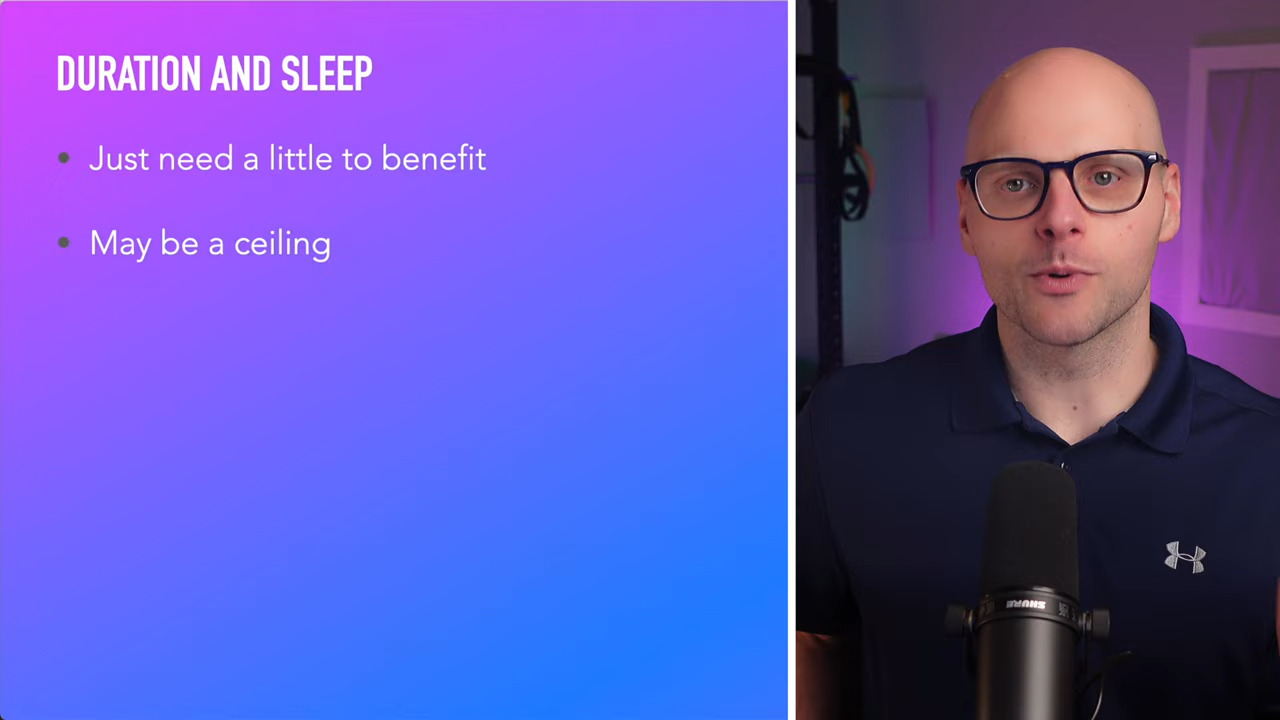 DURATION AND SLEEP
• Just need a little to benefit
• May be a ceiling
SHURE